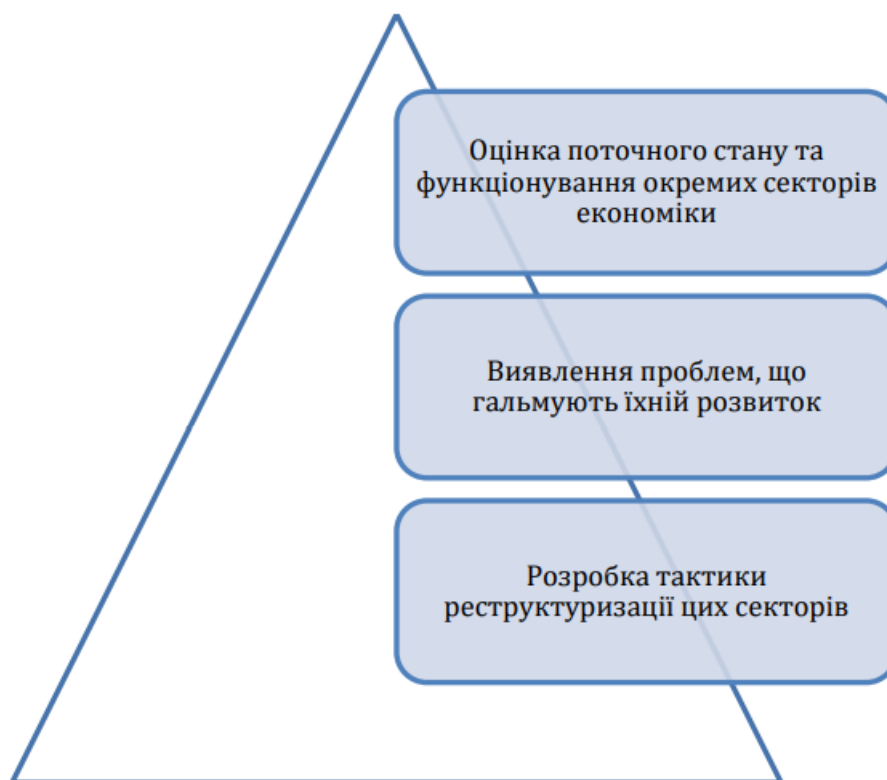 Оцінка поточного стану та
функціонування окремих секторів
економіки
Виявлення проблем, що
гальмують їхній розвиток
Розробка тактики
реструктуризації цих секторів